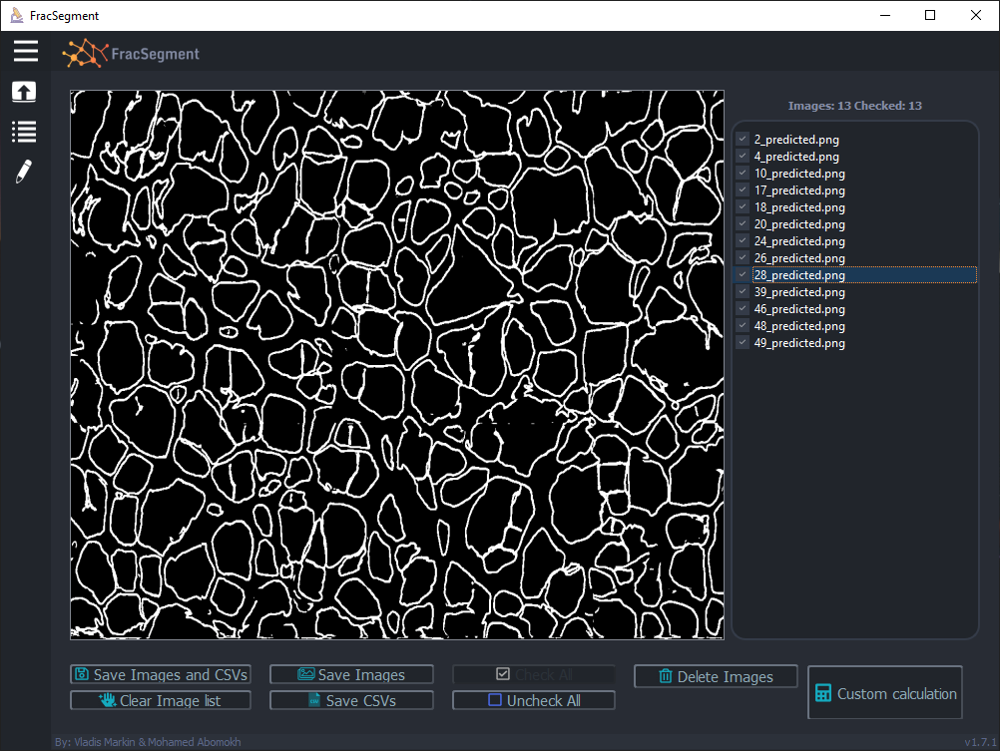 FracSegment
FracSegment
Images: 13 Checked: 13
2_predicted.png
4_predicted.png
10_predicted.png
17_predicted.png
18_predicted.png
20_predicted.png
24_predicted.png
26_predicted.png
28_predicted.png
39_predicted.png
46_predicted.png
48_predicted.png
49_predicted.png
Save Images and CSVs
Save Images
Check All
Delete Images
Custom calculation
Clear Image list
CSV
Save CSVs
Uncheck All
By: Vladis Markin & Mohamed Abomokh
v1.7.1